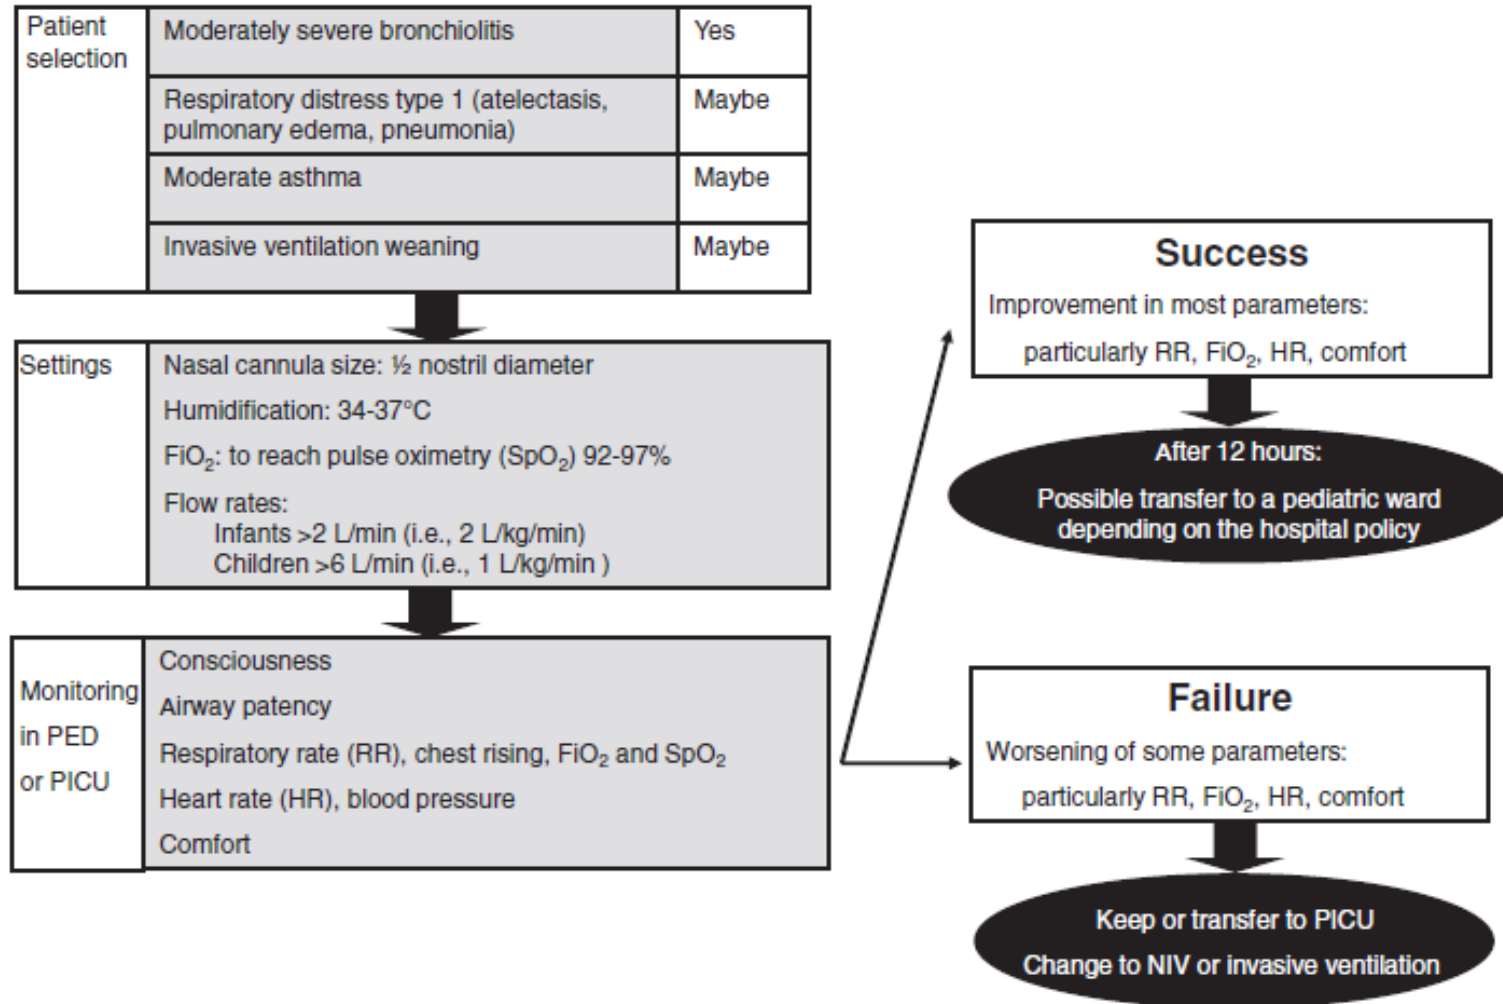 Patient
selection
Moderately severe bronchiolitis
Yes
Respiratory distress type 1 (atelectasis,
pulmonary edema, pneumonia)
Maybe
Moderate asthma
Maybe
Invasive ventilation weaning
Maybe
Settings
Nasal cannula size: ½ nostril diameter
Humidification: 34-37°C
FiO₂: to reach pulse oximetry (SpO₂) 92-97%
Flow rates:
Infants >2 L/min (i.e., 2 L/kg/min)
Children >6 L/min (i.e., 1 L/kg/min )
Monitoring
in PED
or PICU
Consciousness
Airway patency
Respiratory rate (RR), chest rising, FiO₂ and SpO₂
Heart rate (HR), blood pressure
Comfort
Success
Improvement in most parameters:
particularly RR, FiO₂, HR, comfort
After 12 hours:
Possible transfer to a pediatric ward
depending on the hospital policy
Failure
Worsening of some parameters:
particularly RR, FiO₂, HR, comfort
Keep or transfer to PICU
Change to NIV or invasive ventilation